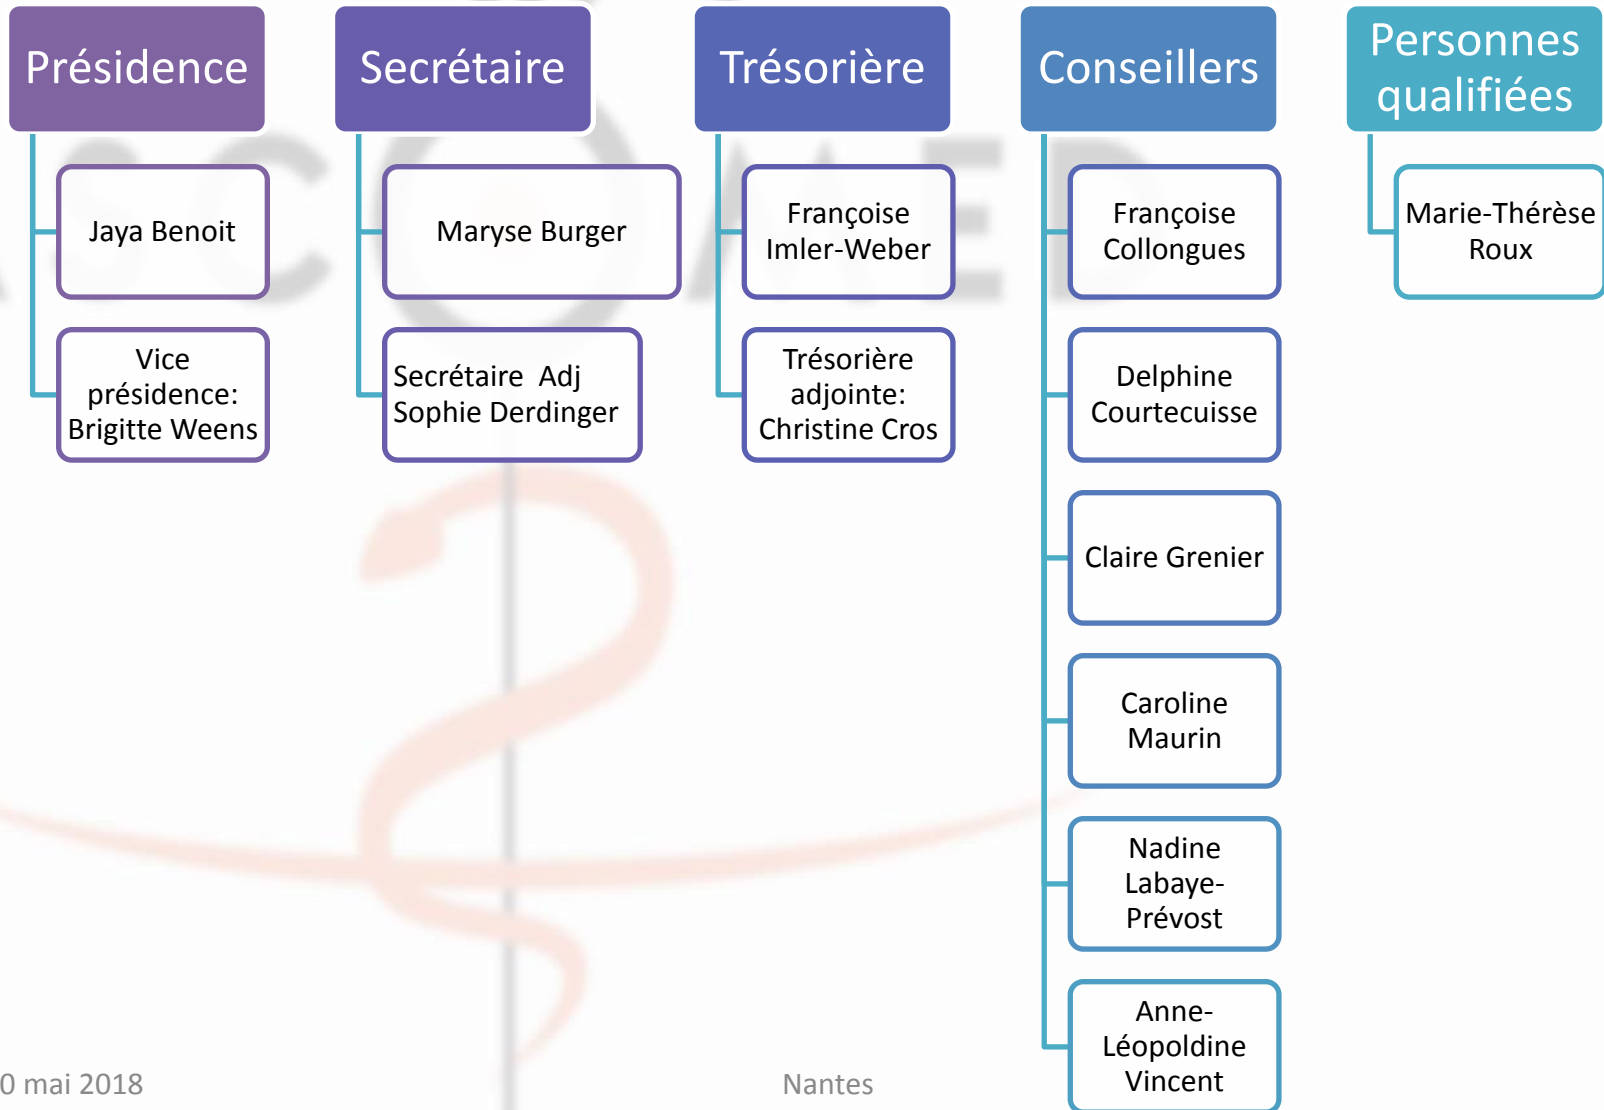 Présidence
Jaya Benoit
Vice
présidence:
Brigitte Weens
Secrétaire
Maryse Burger
Secrétaire Adj
Sophie Derdinger
Trésorière
Françoise
Imler-Weber
Trésorière
adjointe:
Christine Cros
Conseillers
Françoise
Collongues
Delphine
Courtecuisse
Claire Grenier
Caroline
Maurin
Nadine
Labaye-
Prévost
Anne-
Léopoldine
Vincent
Personnes
qualifiées
Marie-Thérèse
Roux
ASCOMED
0 mai 2018
Nantes